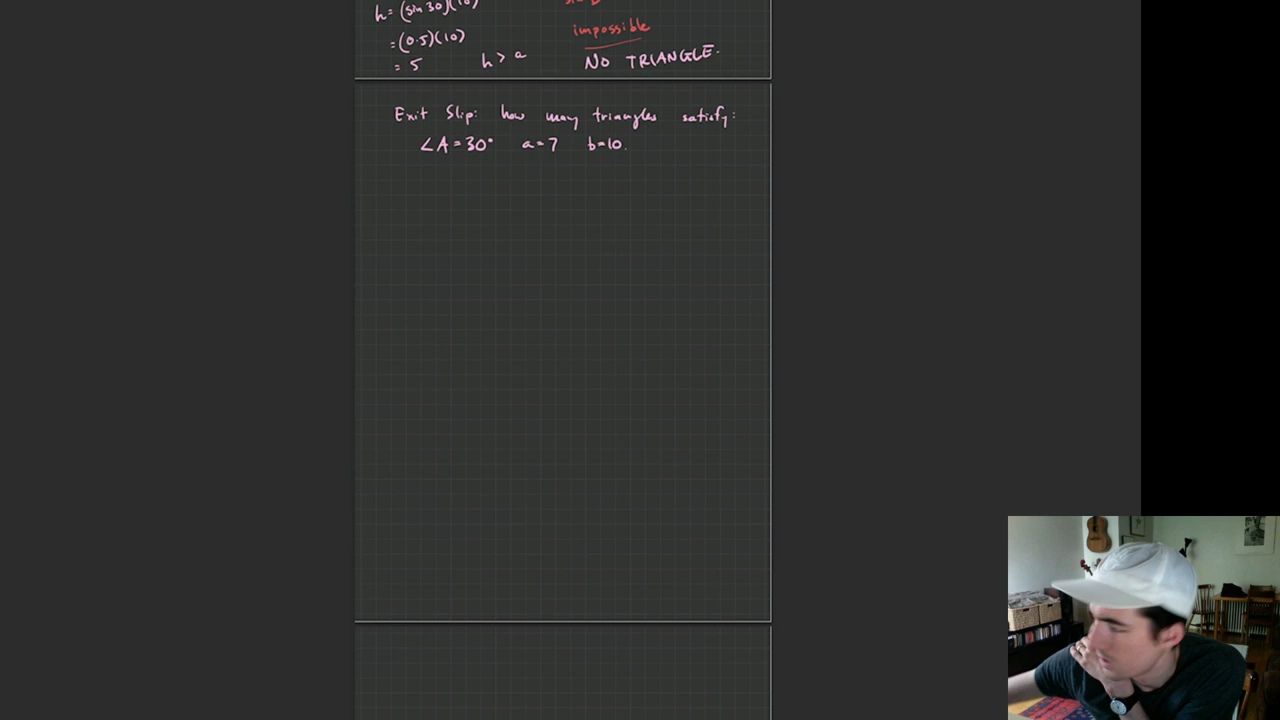 h = (sin 30)(10)
= (0.5)(10)
= 5
h > a
impossible
NO TRIANGLE.
Exit Slip: how many triangles satisfy:
∠A = 30° a = 7 b = 10.